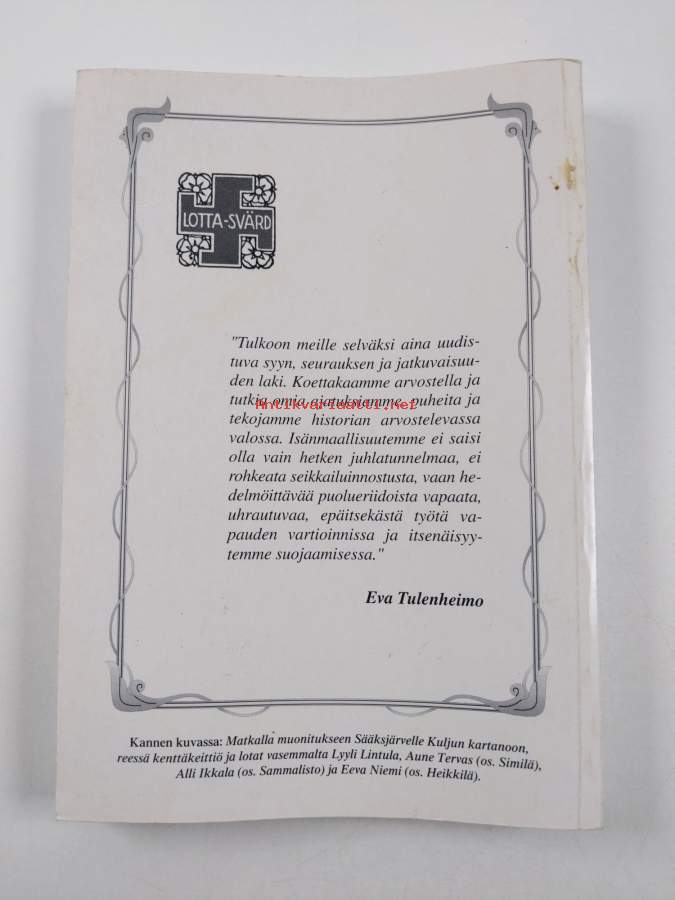 LOTTA-SVÄRD
"Tulkoon meille selväksi aina uudis-
tuva syyn, seurauksen ja jatkuvaisuu-
den laki. Koettakaamme arvostella ja
tutkia omia ajatuksiamme, puheita ja
Antikvariaatti.net
tekojamme historian arvostelevassa
valossa. Isänmaallisuutemme ei saisi
olla vain hetken juhlatunnelmaa, ei
rohkeata seikkailuinnostusta, vaan he-
delmöittävää puolueriidoista vapaata,
uhrautuvaa, epäitsekästä työtä va-
pauden vartioinnissa ja itsenäisyy-
temme suojaamisessa."
Eva Tulenheimo
Kannen kuvassa: Matkalla muonitukseen Sääksjärvelle Kuljun kartanoon,
reessä kenttäkeittiö ja lotat vasemmalta Lyyli Lintula, Aune Tervas (os. Similä),
Alli Ikkala (os. Sammalisto) ja Eeva Niemi (os. Heikkilä).